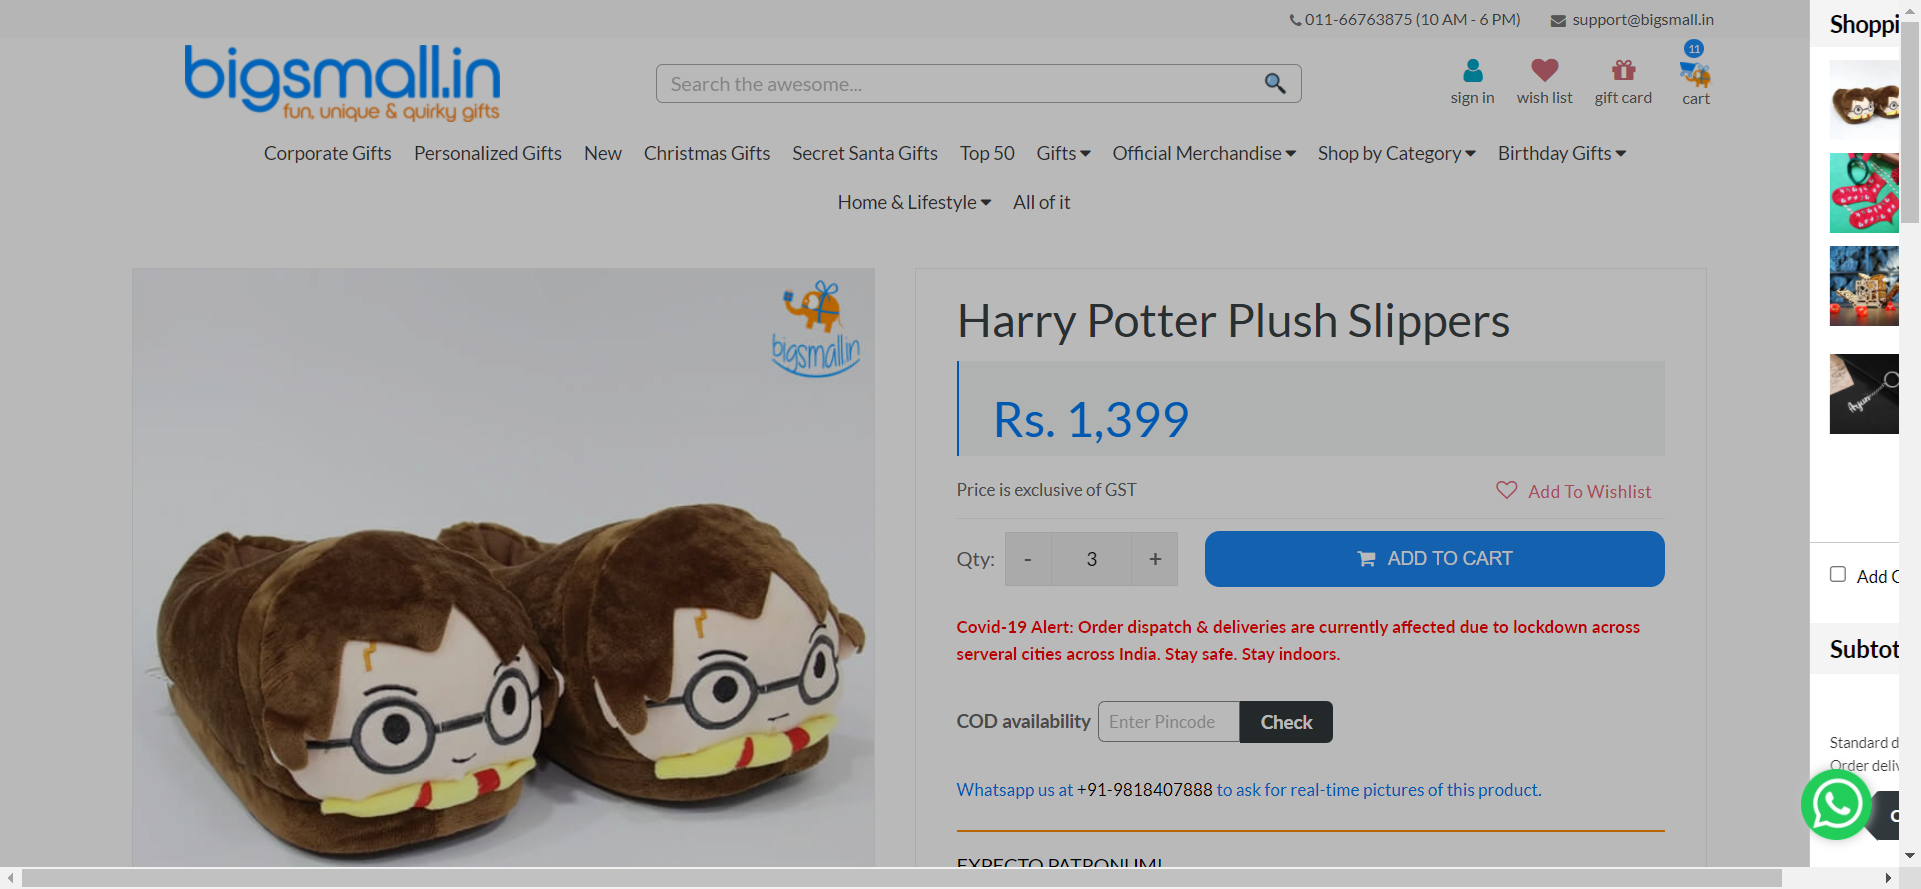 011-66763875 (10 AM - 6 PM)
support@bigsmall.in
bigsmall.in
fun, unique & quirky gifts
Search the awesome...
sign in
wish list
gift card
11
cart
Corporate Gifts
Personalized Gifts
New
Christmas Gifts
Secret Santa Gifts
Top 50
Gifts
Official Merchandise
Shop by Category
Birthday Gifts
Home & Lifestyle
All of it
bigsmall.in
Harry Potter Plush Slippers
Rs. 1,399
Price is exclusive of GST
Add To Wishlist
Qty:
-
3
+
ADD TO CART
Covid-19 Alert: Order dispatch & deliveries are currently affected due to lockdown across
serveral cities across India. Stay safe. Stay indoors.
COD availability
Enter Pincode
Check
Whatsapp us at +91-9818407888 to ask for real-time pictures of this product.
EXPECTO PATRONUM!
Shoppi
Add
Subtot
Standard d
Order deliv